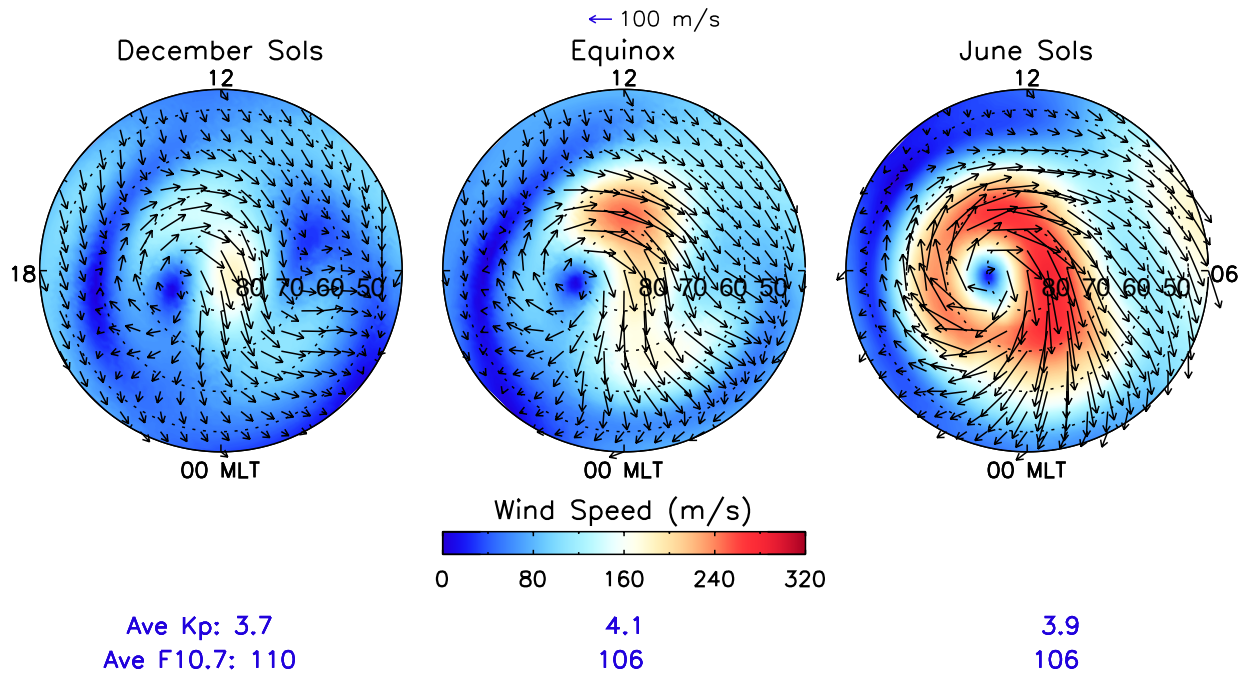 100 m/s
December Sols Equinox June Sols
12 12 12
18 80 70 60 50 80 70 60 50 80 70 60 50 06
00 MLT 00 MLT 00 MLT
Wind Speed (m/s)
0 80 160 240 320
Ave Kp: 3.7 4.1 3.9
Ave F10.7: 110 106 106